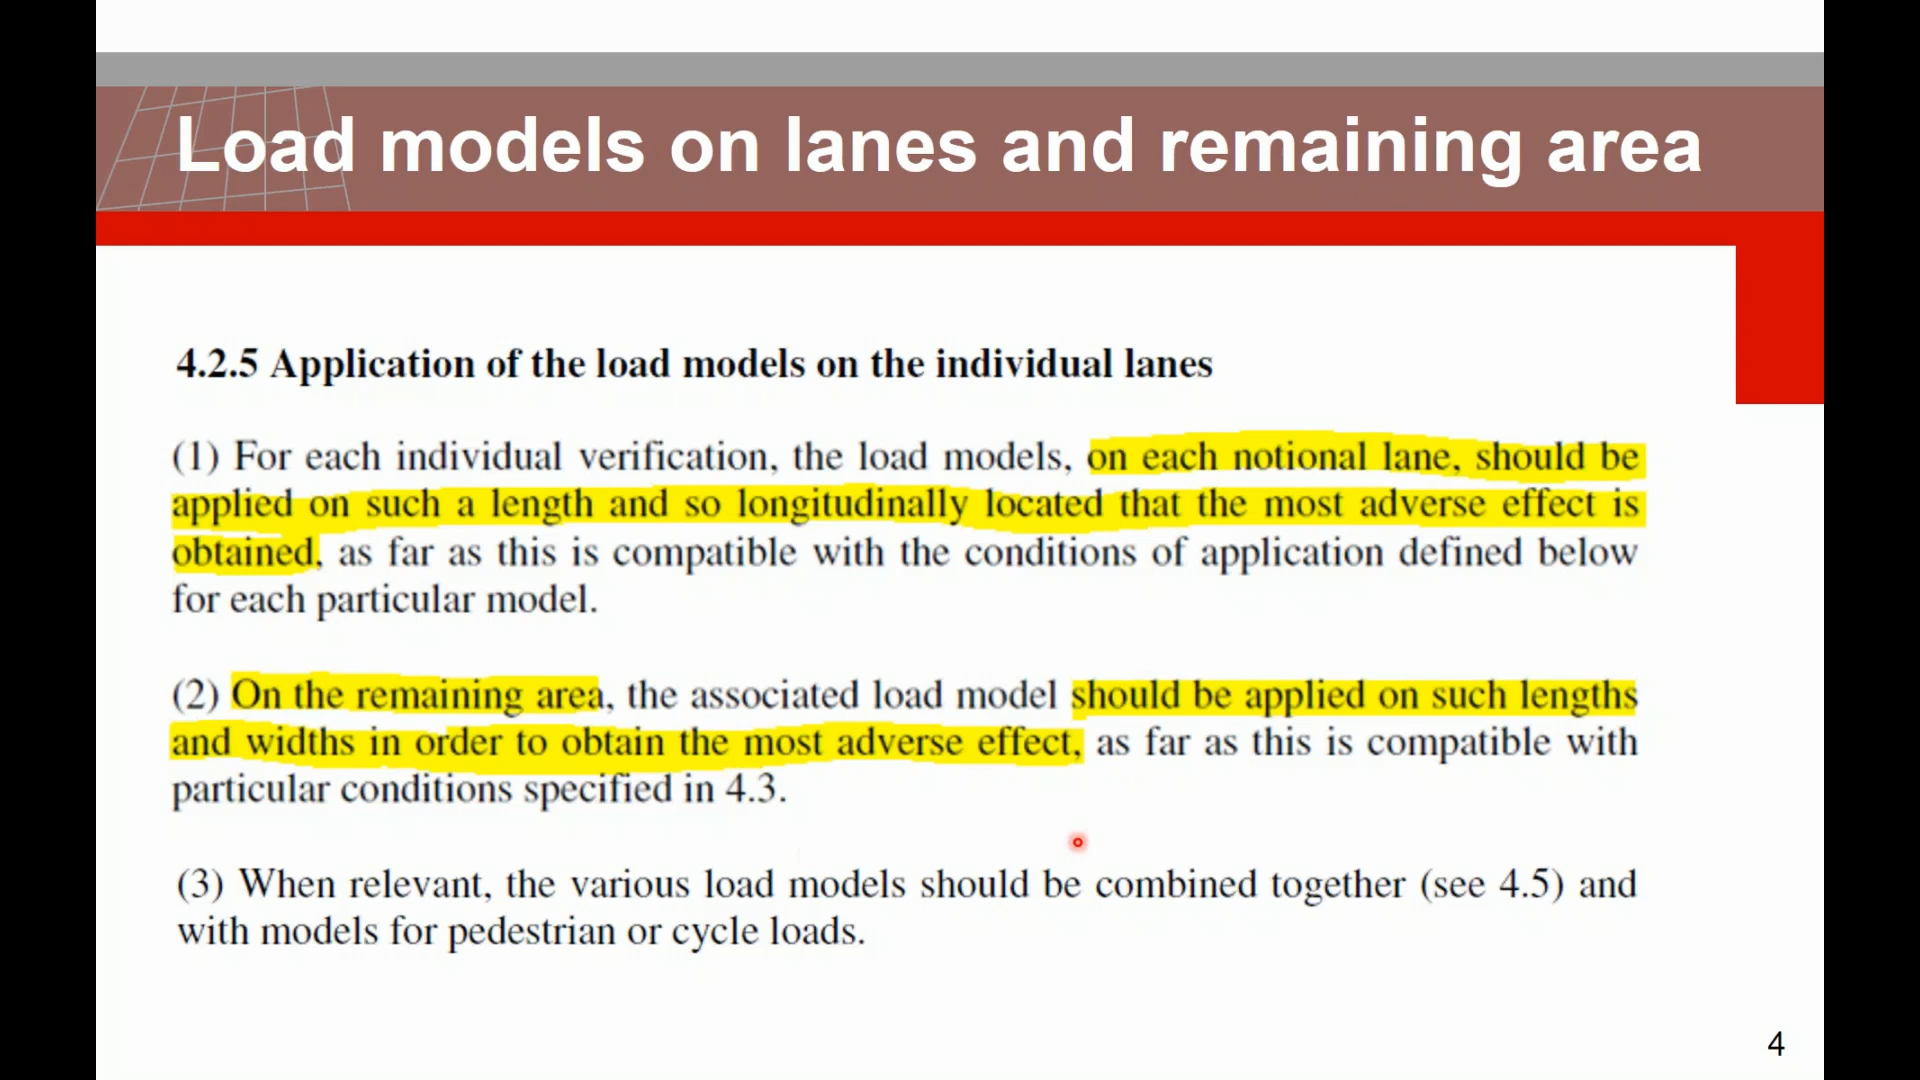 Load models on lanes and remaining area
4.2.5 Application of the load models on the individual lanes
(1) For each individual verification, the load models, on each notional lane, should be
applied on such a length and so longitudinally located that the most adverse effect is
obtained, as far as this is compatible with the conditions of application defined below
for each particular model.
(2) On the remaining area, the associated load model should be applied on such lengths
and widths in order to obtain the most adverse effect, as far as this is compatible with
particular conditions specified in 4.3.
(3) When relevant, the various load models should be combined together (see 4.5) and
with models for pedestrian or cycle loads.
4